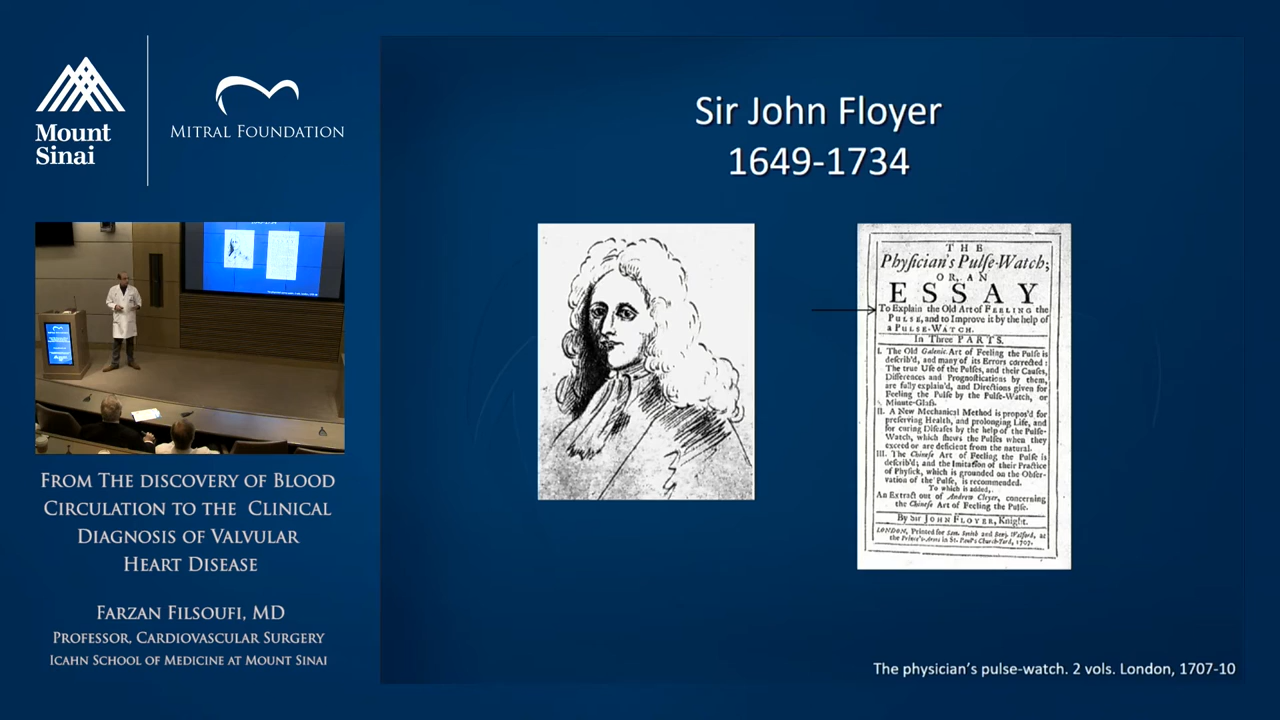 Mount
Sinai
MITRAL FOUNDATION
FROM THE DISCOVERY OF BLOOD
CIRCULATION TO THE CLINICAL
DIAGNOSIS OF VALVULAR
HEART DISEASE
FARZAN FILSOUFI, MD
PROFESSOR, CARDIOVASCULAR SURGERY
ICAHN SCHOOL OF MEDICINE AT MOUNT SINAI
Sir John Floyer
1649-1734
THE
Phyſician's Pulſe-Watch;
OR, AN
ESSAY
To Explain the Old Art of FEELING the
PULSE, and to Improve it by the help of
a PULSE-WATCH.
In Three PARTS.
I. The Old Galenic Art of Feeling the Pulſe is
deſcrib'd, and many of its Errors corrected:
The true Uſe of the Pulſes, and their Cauſes,
Differences and Prognoſtications by them,
are fully explain'd, and Directions given for
Feeling the Pulſe by the Pulſe-Watch, or
Minute-Glaſs.
II. A New Mechanical Method is propos'd for
preſerving Health, and prolonging Life, and
for curing Diſeaſes by the help of the Pulſe-
Watch, which ſhews the Pulſes when they
exceed or are deficient from the natural.
III. The Chineſe Art of Feeling the Pulſe is
deſcrib'd; and the Imitation of their Practice
of Phyſick, which is grounded on the Obſer-
vation of the Pulſe, is recommended.
To which is added,
An Extract out of Andrew Cleyer, concerning
the Chineſe Art of Feeling the Pulſe.
By Sir JOHN FLOYER, Knight.
LONDON, Printed for Sam. Smith and Benj. Walford, at
the Prince's-Arms in St. Paul's Church-Yard, 1707.
The physician's pulse-watch. 2 vols. London, 1707-10